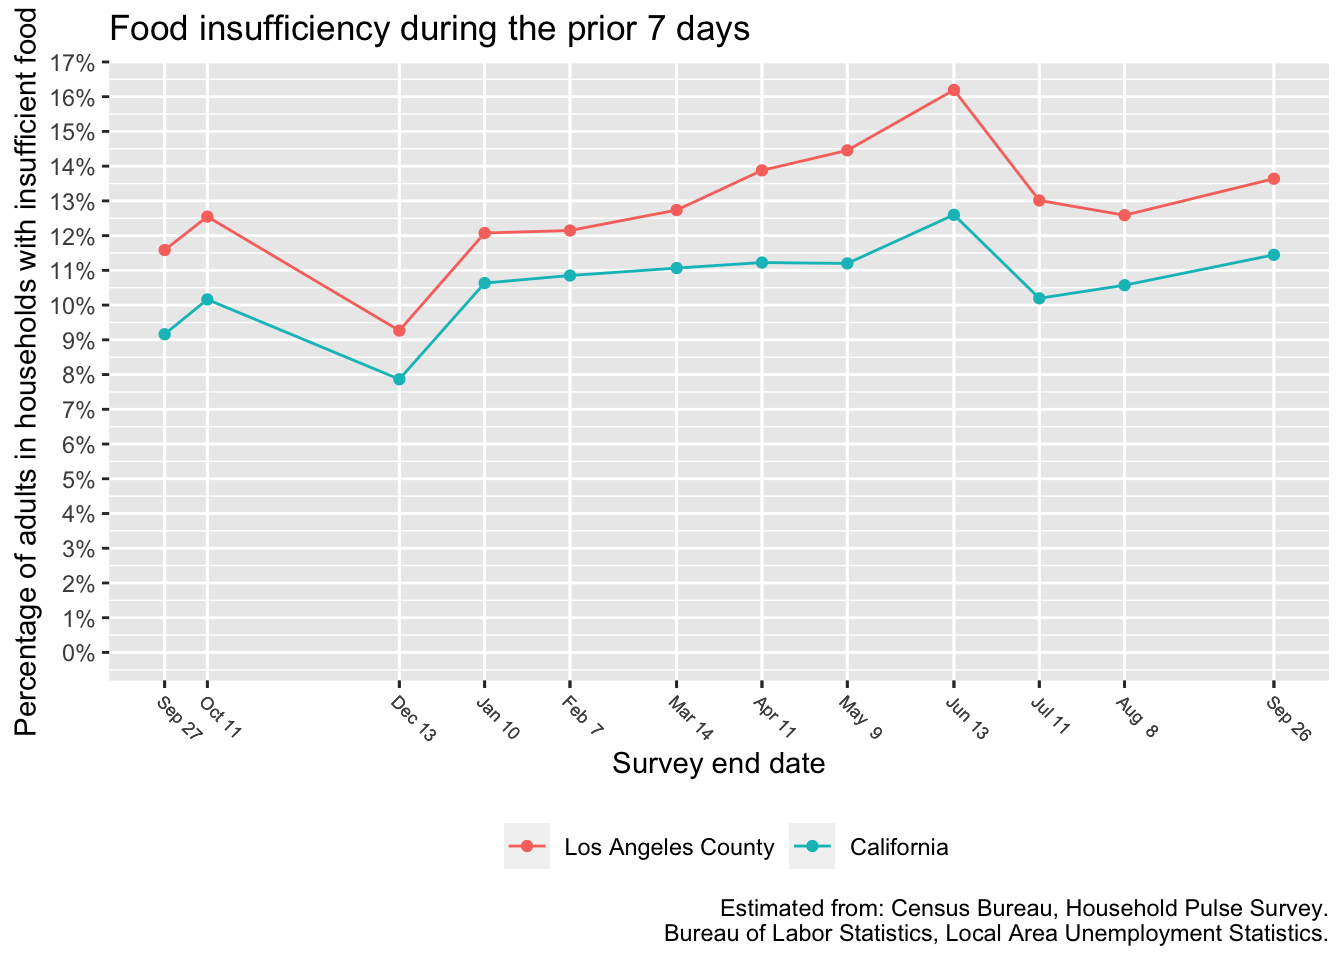 Food insufficiency during the prior 7 days
Percentage of adults in households with insufficient food
17%
16%
15%
14%
13%
12%
11%
10%
9%
8%
7%
6%
5%
4%
3%
2%
1%
0%
Sep 27
Oct 11
Dec 13
Jan 10
Feb 7
Mar 14
Apr 11
May 9
Jun 13
Jul 11
Aug 8
Sep 26
Survey end date
Los Angeles County
California
Estimated from: Census Bureau, Household Pulse Survey.
Bureau of Labor Statistics, Local Area Unemployment Statistics.